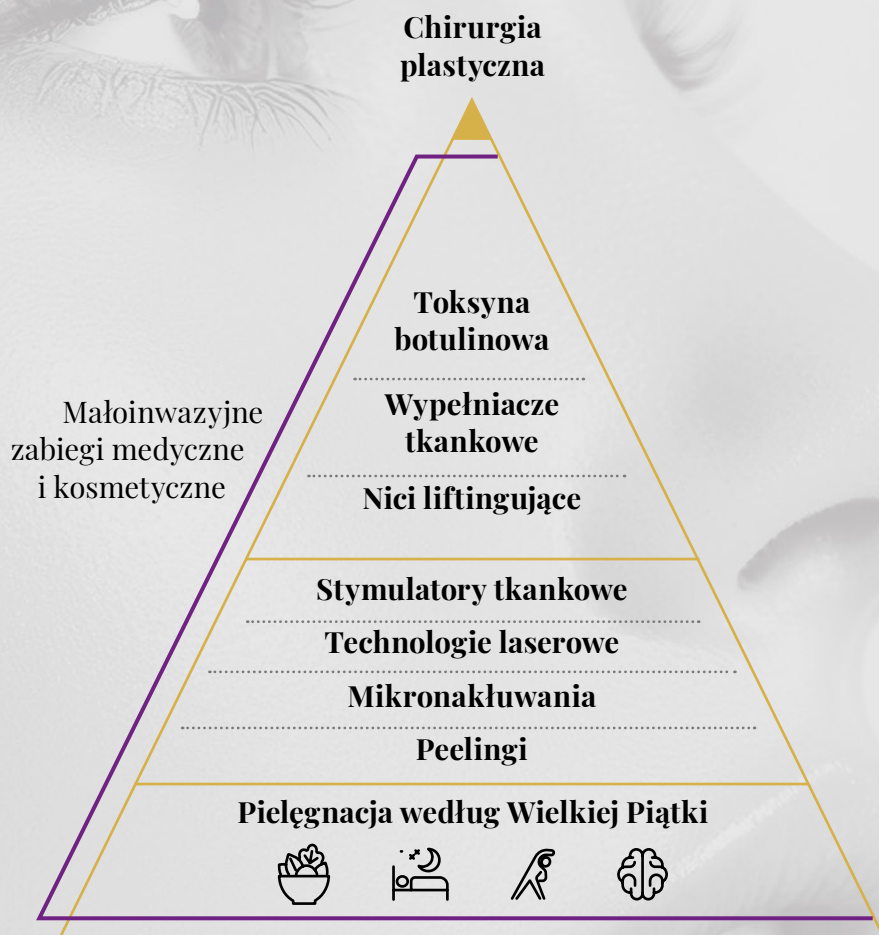 Chirurgia
plastyczna
Toksyna
botulinowa
Wypełniacze
tkankowe
Nici liftingujące
Małoinwazyjne
zabiegi medyczne
i kosmetyczne
Stymulatory tkankowe
Technologie laserowe
Mikronakłuwania
Peelingi
Pielęgnacja według Wielkiej Piątki